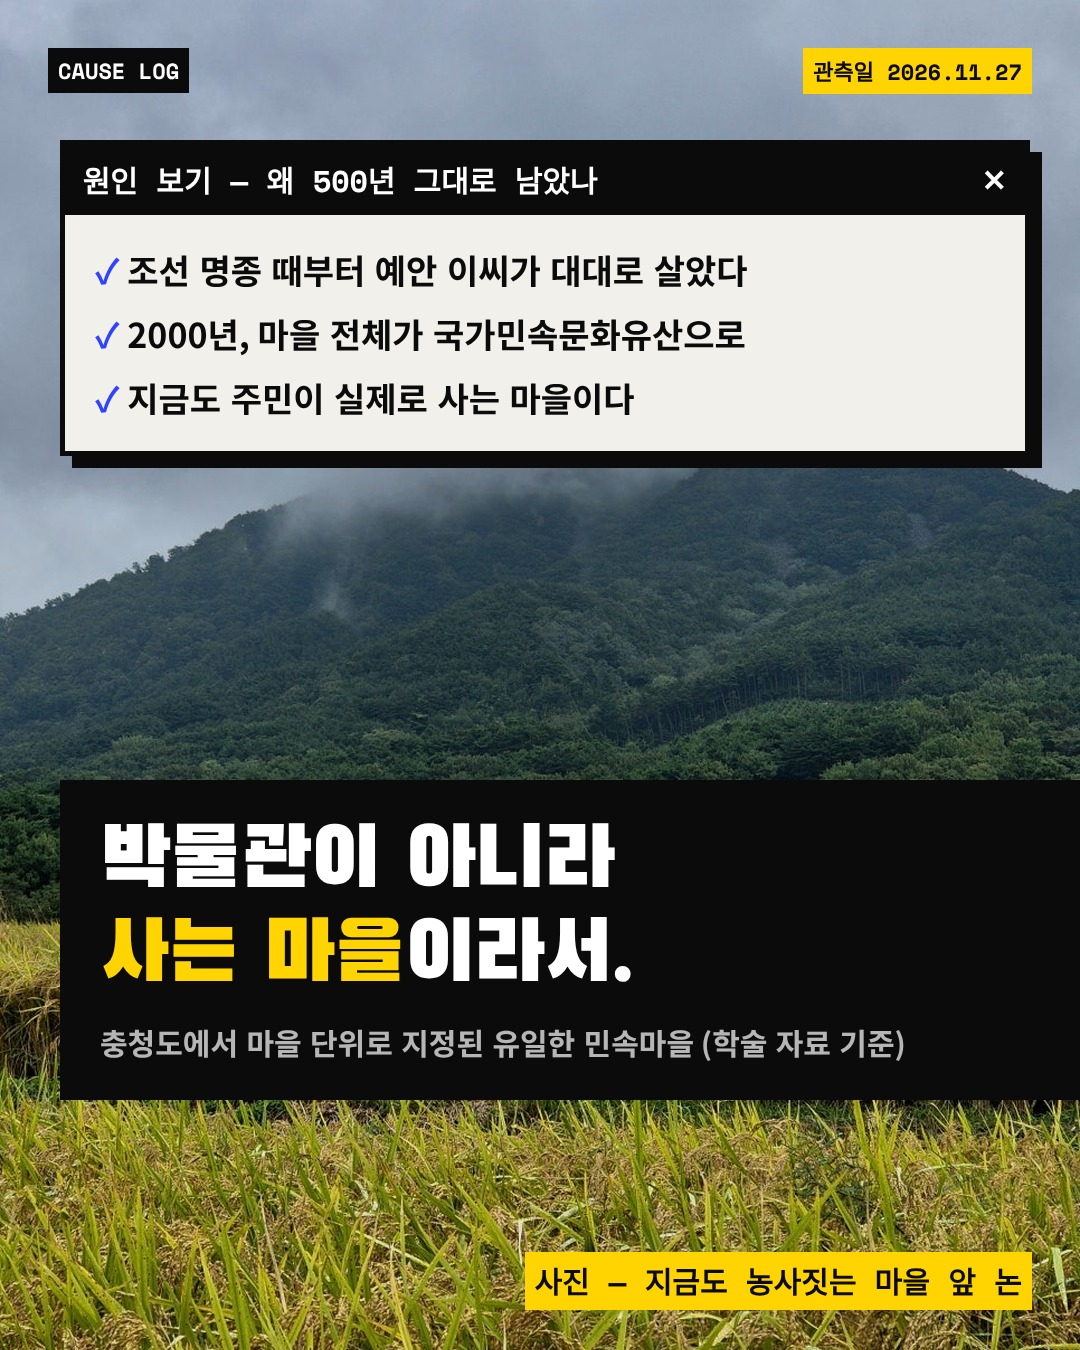 CAUSE LOG
관측일 2026.11.27
원인 보기 — 왜 500년 그대로 남았나 ×
✓ 조선 명종 때부터 예안 이씨가 대대로 살았다
✓ 2000년, 마을 전체가 국가민속문화유산으로
✓ 지금도 주민이 실제로 사는 마을이다
박물관이 아니라
사는 마을이라서.
충청도에서 마을 단위로 지정된 유일한 민속마을 (학술 자료 기준)
사진 — 지금도 농사짓는 마을 앞 논